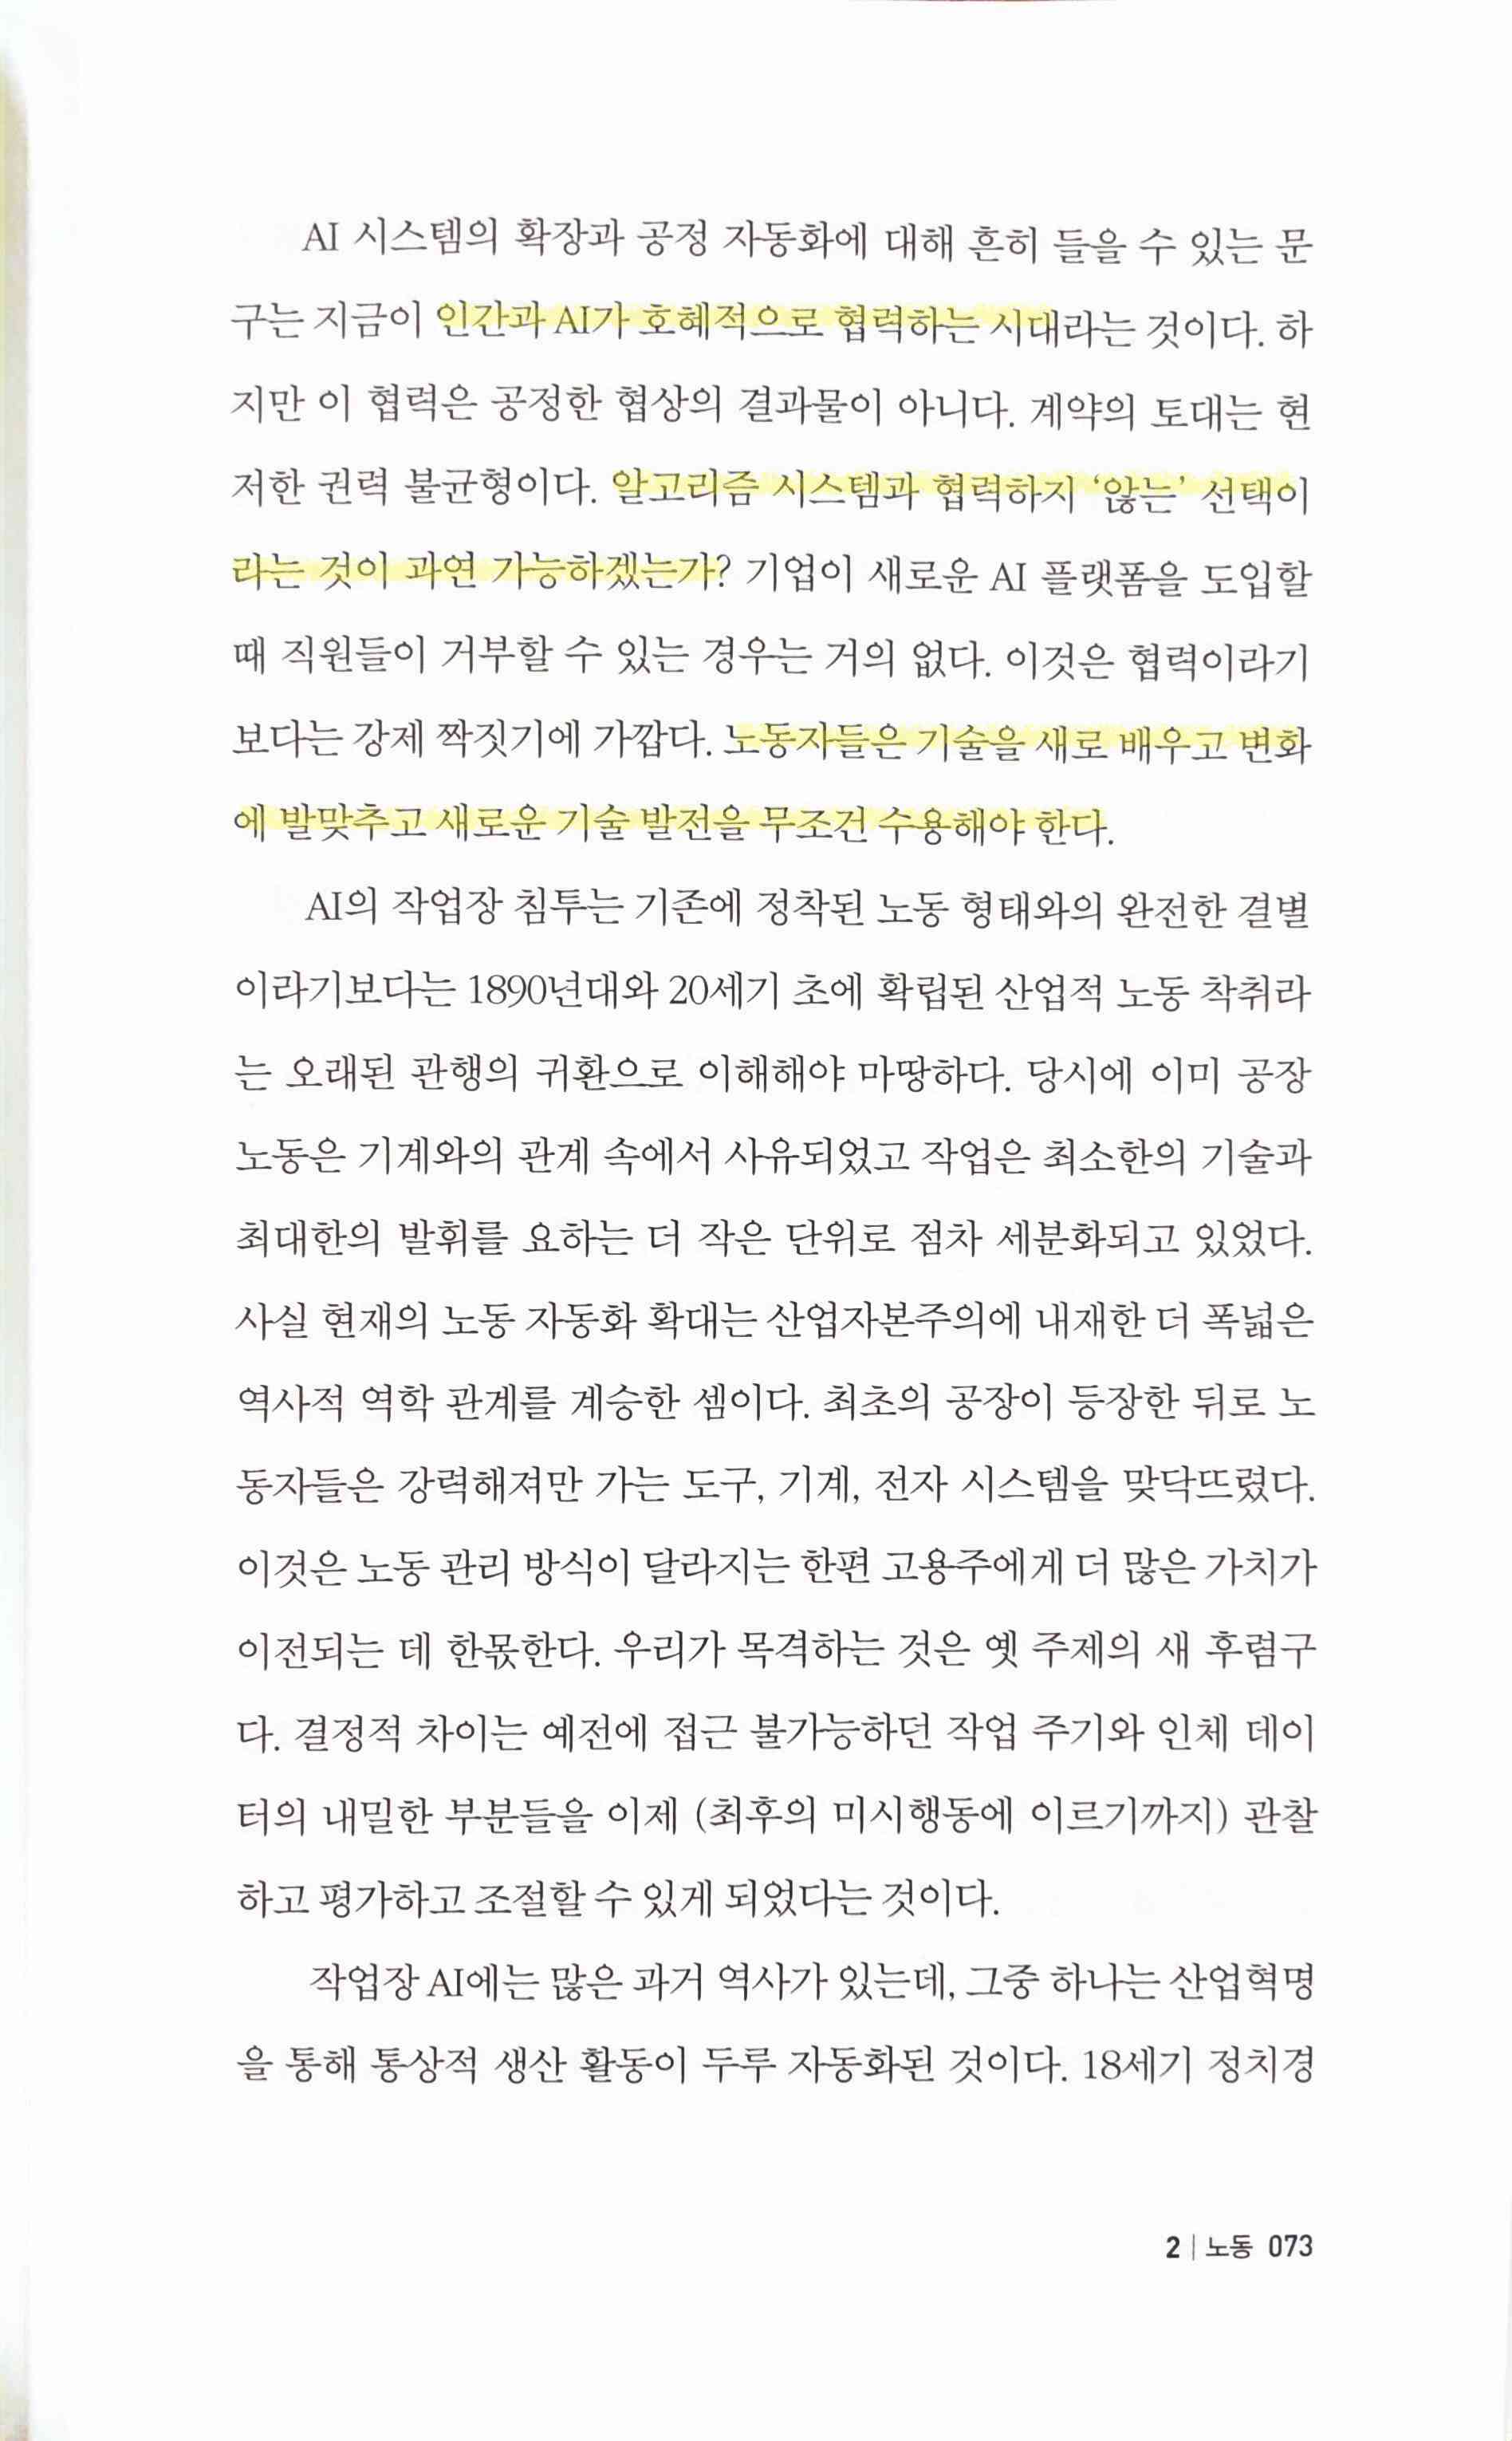 AI 시스템의 확장과 공정 자동화에 대해 흔히 들을 수 있는 문
구는 지금이 인간과 AI가 호혜적으로 협력하는 시대라는 것이다. 하
지만 이 협력은 공정한 협상의 결과물이 아니다. 계약의 토대는 현
저한 권력 불균형이다. 알고리즘 시스템과 협력하지 ‘않는’ 선택이
라는 것이 과연 가능하겠는가? 기업이 새로운 AI 플랫폼을 도입할
때 직원들이 거부할 수 있는 경우는 거의 없다. 이것은 협력이라기
보다는 강제 짝짓기에 가깝다. 노동자들은 기술을 새로 배우고 변화
에 발맞추고 새로운 기술 발전을 무조건 수용해야 한다.
AI의 작업장 침투는 기존에 정착된 노동 형태와의 완전한 결별
이라기보다는 1890년대와 20세기 초에 확립된 산업적 노동 착취라
는 오래된 관행의 귀환으로 이해해야 마땅하다. 당시에 이미 공장
노동은 기계와의 관계 속에서 사유되었고 작업은 최소한의 기술과
최대한의 발휘를 요하는 더 작은 단위로 점차 세분화되고 있었다.
사실 현재의 노동 자동화 확대는 산업자본주의에 내재한 더 폭넓은
역사적 역학 관계를 계승한 셈이다. 최초의 공장이 등장한 뒤로 노
동자들은 강력해져만 가는 도구, 기계, 전자 시스템을 맞닥뜨렸다.
이것은 노동 관리 방식이 달라지는 한편 고용주에게 더 많은 가치가
이전되는 데 한몫한다. 우리가 목격하는 것은 옛 주제의 새 후렴구
다. 결정적 차이는 예전에 접근 불가능하던 작업 주기와 인체 데이
터의 내밀한 부분들을 이제 (최후의 미시행동에 이르기까지) 관찰
하고 평가하고 조절할 수 있게 되었다는 것이다.
작업장 AI에는 많은 과거 역사가 있는데, 그중 하나는 산업혁명
을 통해 통상적 생산 활동이 두루 자동화된 것이다. 18세기 정치경
2 | 노동 073